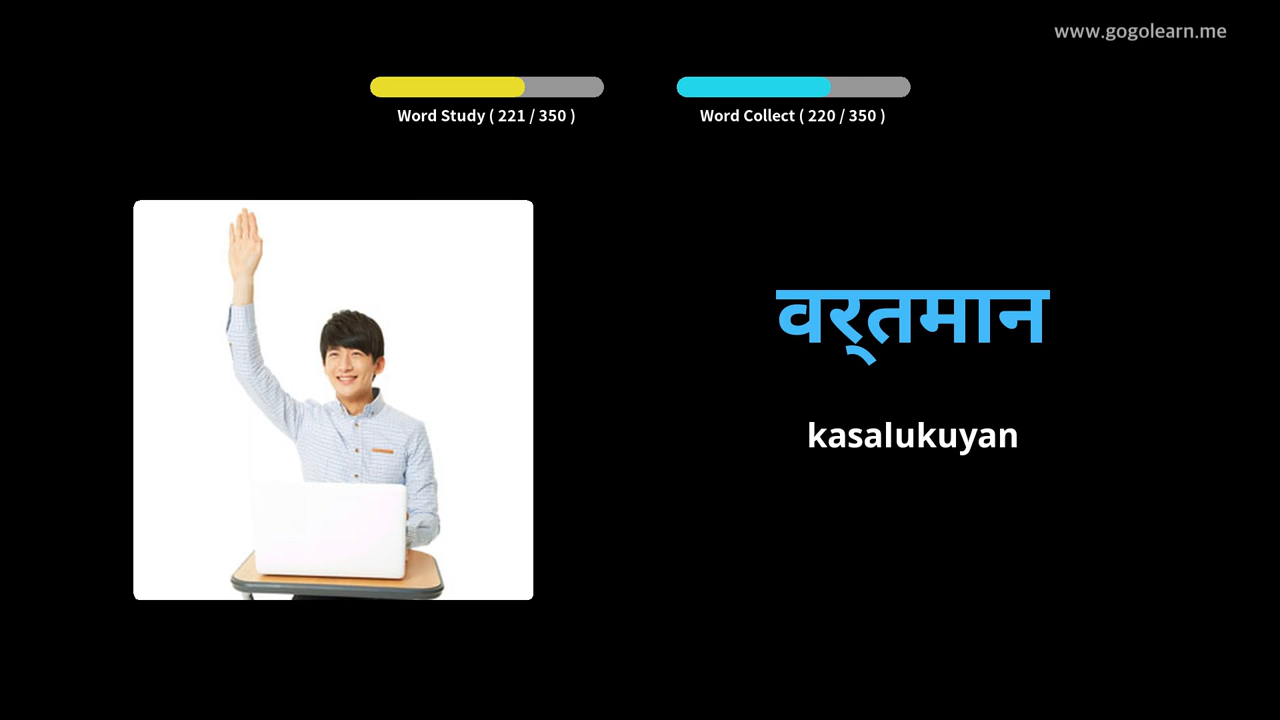 www.gogolearn.me
Word Study ( 221 / 350 )
Word Collect ( 220 / 350 )
वर्तमान
kasalukuyan